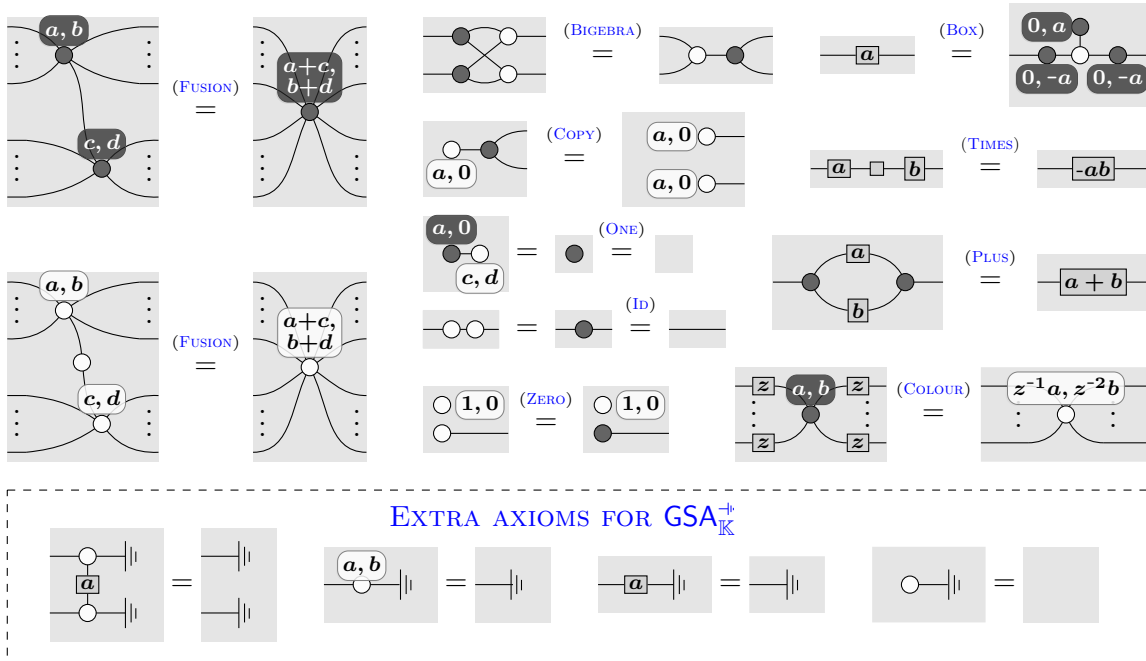 a, b
c, d
(FUSION)
=
a+c,
b+d
(BIGEBRA)
=
a
(BOX)
=
0, a
0, -a
0, -a
a, 0
(COPY)
=
a, 0
a, 0
a
b
(TIMES)
=
-ab
a, 0
c, d
=
(ONE)
=
a
b
(PLUS)
=
a + b
a, b
c, d
(FUSION)
=
a+c,
b+d
=
(ID)
=
1, 0
(ZERO)
=
1, 0
z
z
a, b
z
z
(COLOUR)
=
z⁻¹a, z⁻²b
EXTRA AXIOMS FOR GSA
a
=
a, b
=
a
=
=